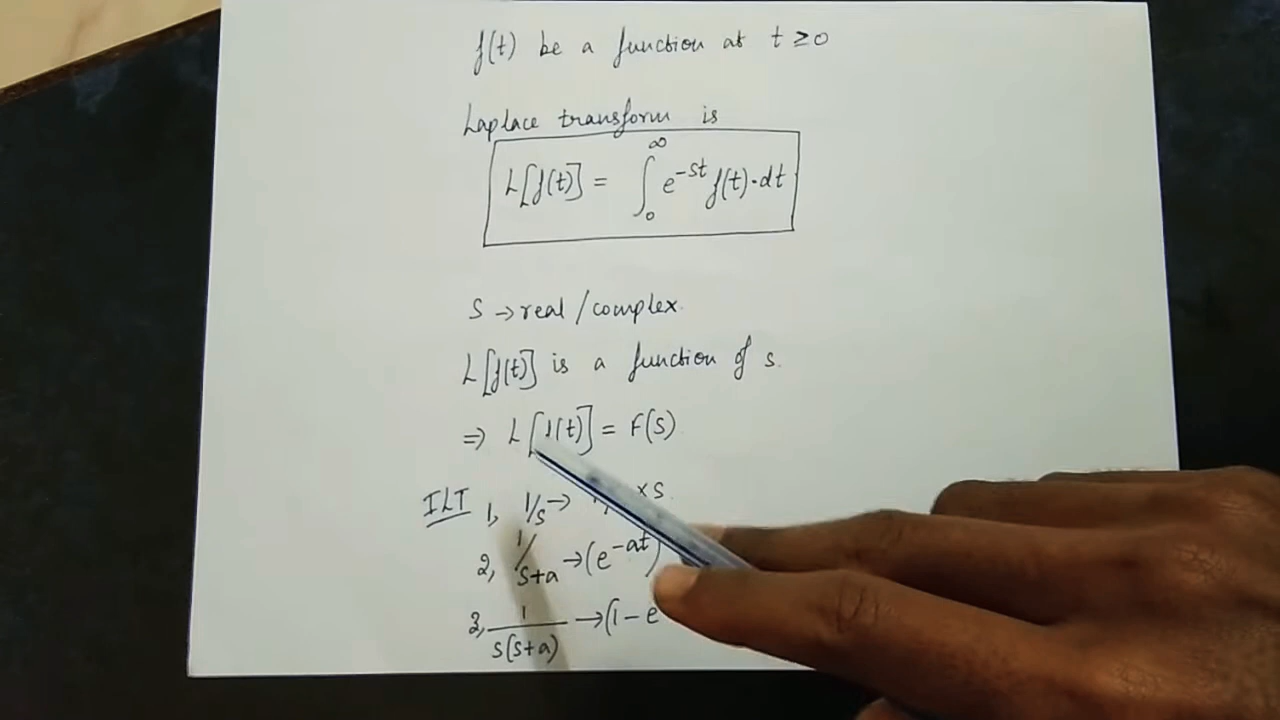 f(t) be a function at t ≥ 0
Laplace transform is
L[f(t)] = ∫₀^∞ e^-st f(t)·dt
S → real/complex.
L[f(t)] is a function of s.
⇒ L[f(t)] = F(S)
ILT 1, 1/S → × S
2, 1/S+a → (e^-at)
3, 1/S(S+a) → (1 - e